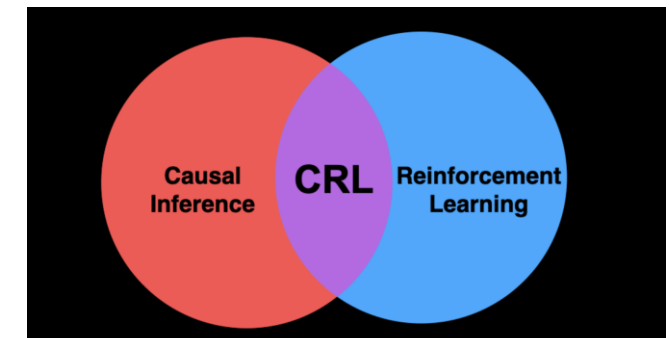 Causal
Inference
CRL
Reinforcement
Learning